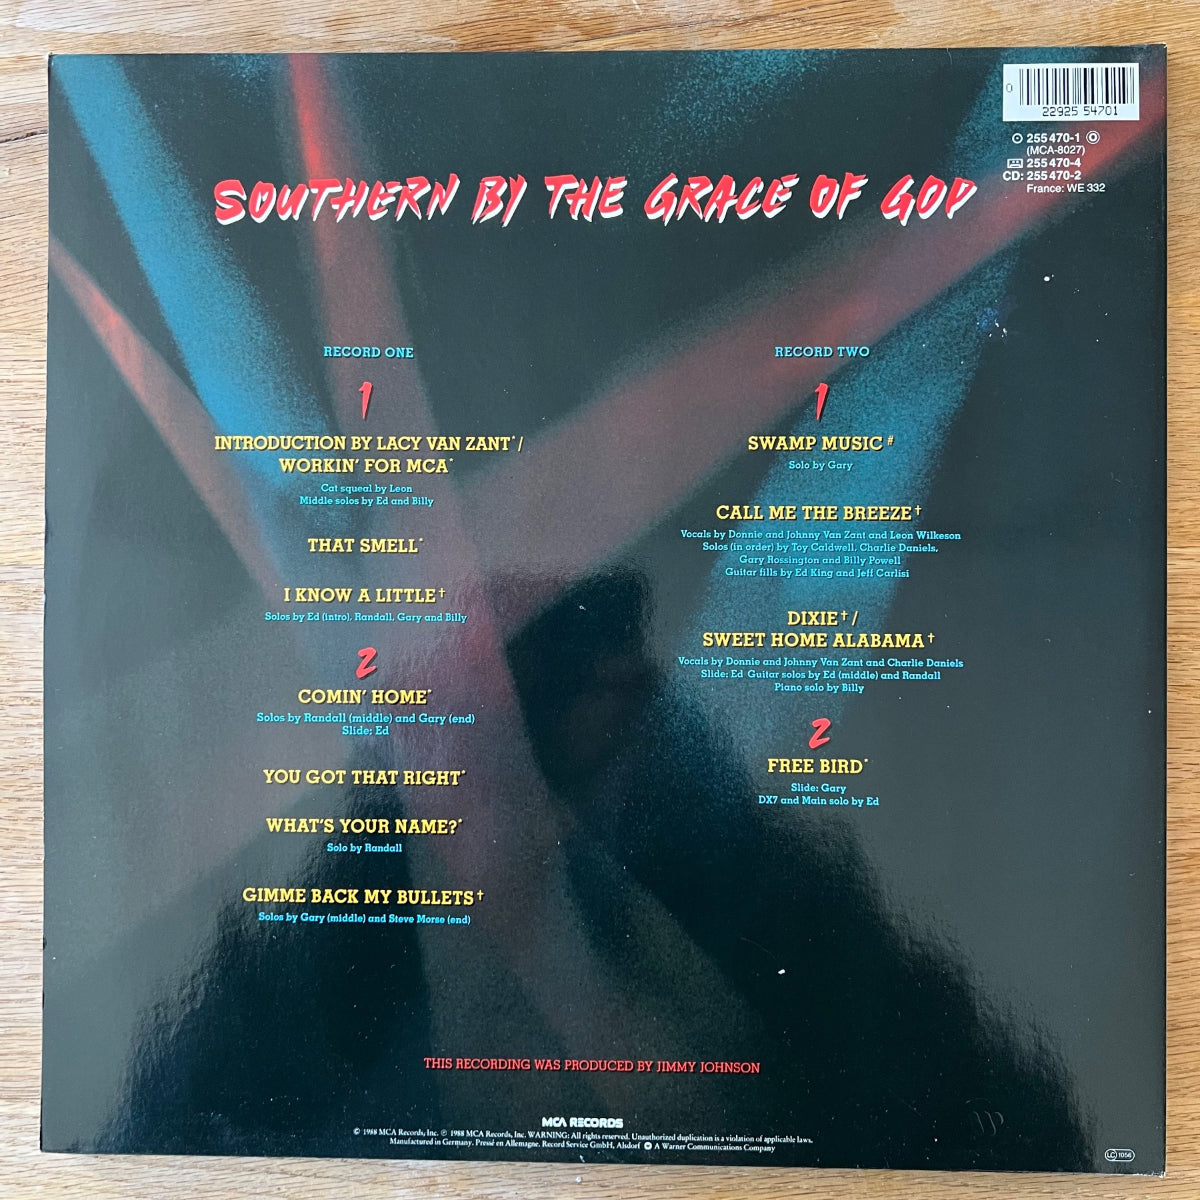 0
22925 54701
255 470-1
(MCA-8027)
255 470-4
CD: 255 470-2
France: WE 332
SOUTHERN BY THE GRACE OF GOD
RECORD ONE
1
INTRODUCTION BY LACY VAN ZANT* /
WORKIN' FOR MCA*
Cat squeal by Leon
Middle solos by Ed and Billy
THAT SMELL*
I KNOW A LITTLE†
Solos by Ed (intro), Randall, Gary and Billy
2
COMIN' HOME*
Solos by Randall (middle) and Gary (end)
Slide; Ed
YOU GOT THAT RIGHT*
WHAT'S YOUR NAME?*
Solo by Randall
GIMME BACK MY BULLETS†
Solos by Gary (middle) and Steve Morse (end)
RECORD TWO
1
SWAMP MUSIC#
Solo by Gary
CALL ME THE BREEZE†
Vocals by Donnie and Johnny Van Zant and Leon Wilkeson
Solos (in order) by Toy Caldwell, Charlie Daniels,
Gary Rossington and Billy Powell
Guitar fills by Ed King and Jeff Carlisi
DIXIE† /
SWEET HOME ALABAMA†
Vocals by Donnie and Johnny Van Zant and Charlie Daniels
Slide: Ed Guitar solos by Ed (middle) and Randall
Piano solo by Billy
2
FREE BIRD*
Slide: Gary
DX7 and Main solo by Ed
THIS RECORDING WAS PRODUCED BY JIMMY JOHNSON
MCA RECORDS
© 1988 MCA Records, Inc. ℗ 1988 MCA Records, Inc. WARNING: All rights reserved. Unauthorized duplication is a violation of applicable laws.
Manufactured in Germany. Pressé en Allemagne. Record Service GmbH, Alsdorf A Warner Communications Company
LC 1056